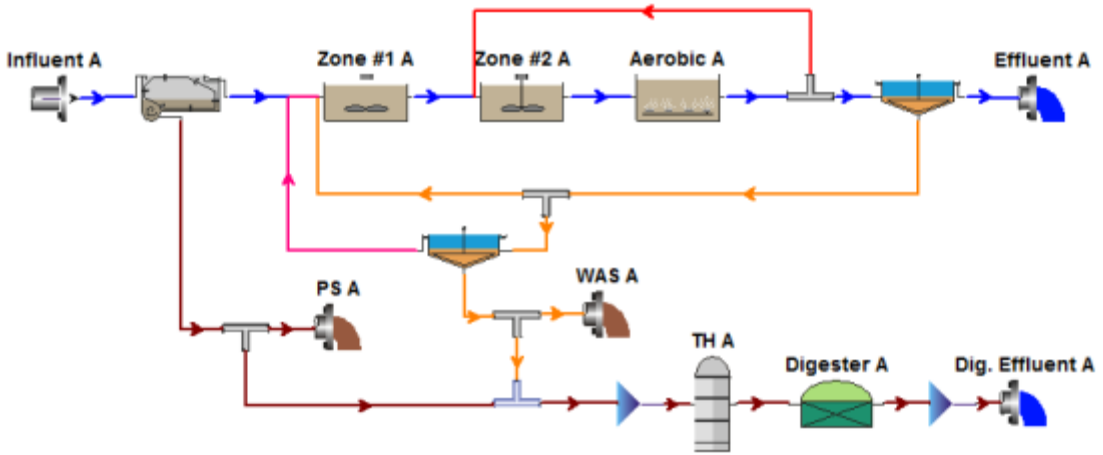 Influent A
Zone #1 A
Zone #2 A
Aerobic A
Effluent A
PS A
WAS A
TH A
Digester A
Dig. Effluent A